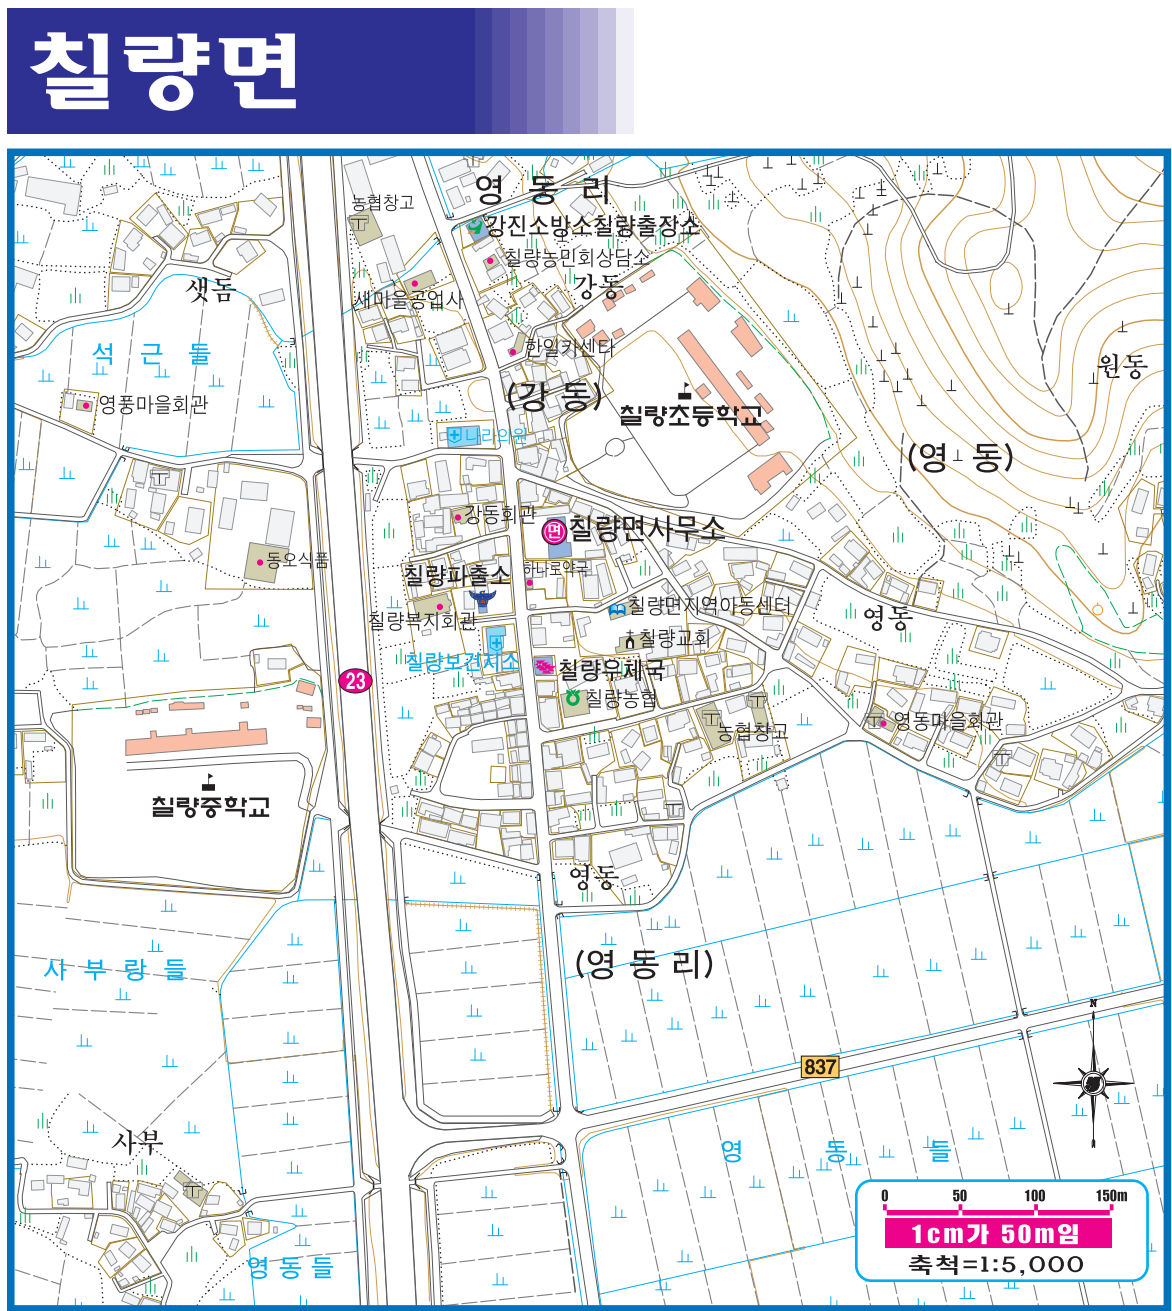 칠량면
영 동 리
농협창고
강진소방소칠량출장소
칠량농민회상담소
샛돔
새마을공업사
강동
석 근 들
한일카센타
원동
영풍마을회관
(강 동)
칠량초등학교
나라의원
(영 동)
강동회관
면
칠량면사무소
동오식품
칠량파출소
하나로약국
칠량복지회관
칠량면지역아동센터
영동
칠량교회
칠량보건지소
칠량우체국
23
칠량농협
농협창고
영동마을회관
칠량중학교
영동
사 부 랑 들
(영 동 리)
N
837
사부
영 동 들
영 동 들
0 50 100 150m
1cm가 50m임
축척=1:5,000